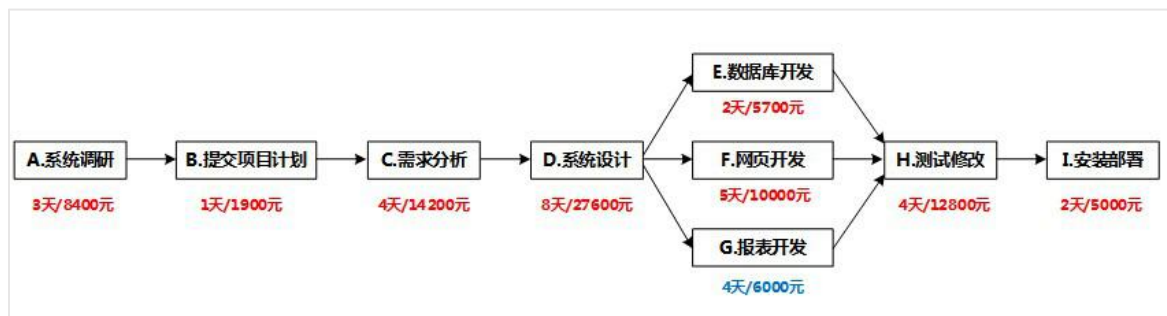 E.数据库开发
2天/5700元
A.系统调研
B.提交项目计划
C.需求分析
D.系统设计
F.网页开发
H.测试修改
I.安装部署
3天/8400元
1天/1900元
4天/14200元
8天/27600元
5天/10000元
4天/12800元
2天/5000元
G.报表开发
4天/6000元